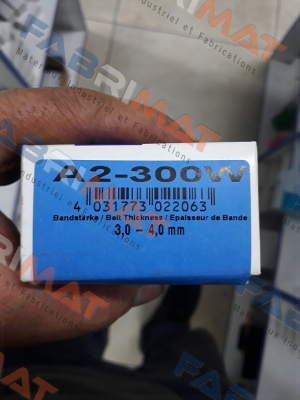 FABRIMAT
Matériel Industriel et Fabrications
A2-300W
4 031773 022063
Bandstärke / Belt Thickness / Epaisseur de Bande
3,0 – 4,0 mm